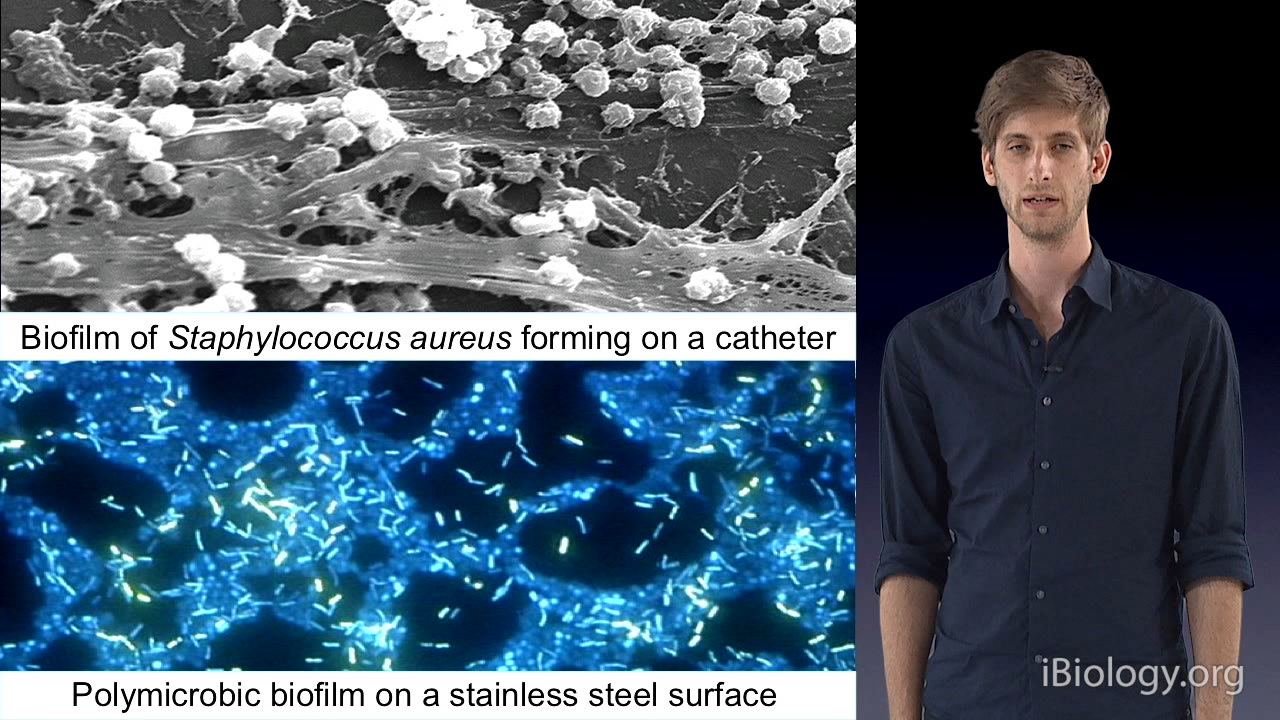 Biofilm of Staphylococcus aureus forming on a catheter
Polymicrobic biofilm on a stainless steel surface
iBiology.org